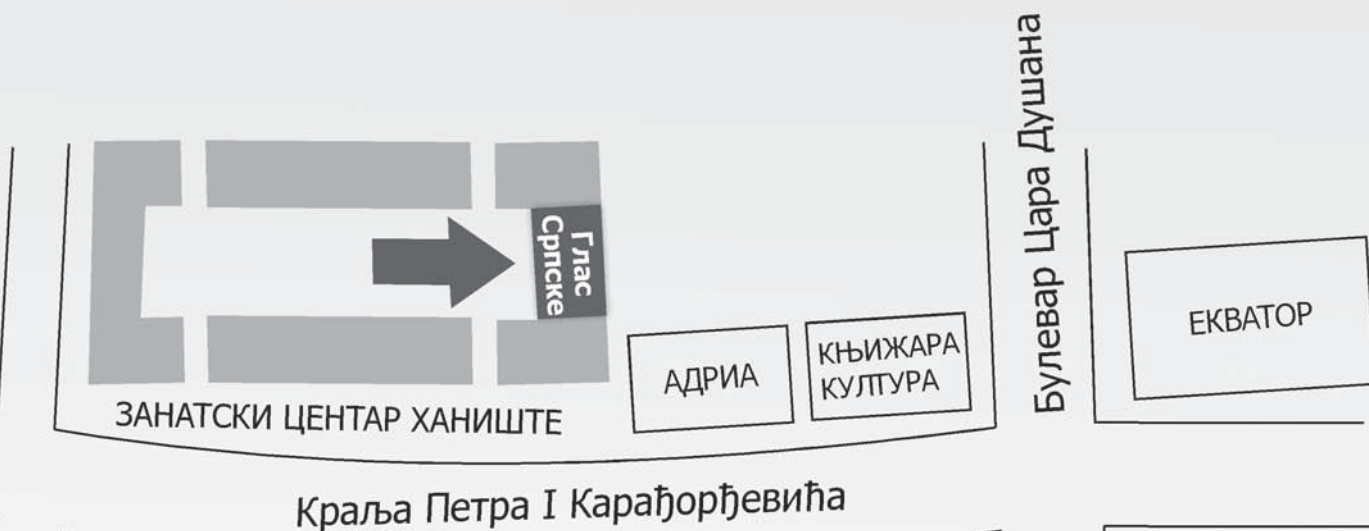 Булевар Цара Душана
Глас
Српске
ЕКВАТОР
АДРИА
КЊИЖАРА
КУЛТУРА
ЗАНАТСКИ ЦЕНТАР ХАНИШТЕ
Краља Петра I Карађорђевића